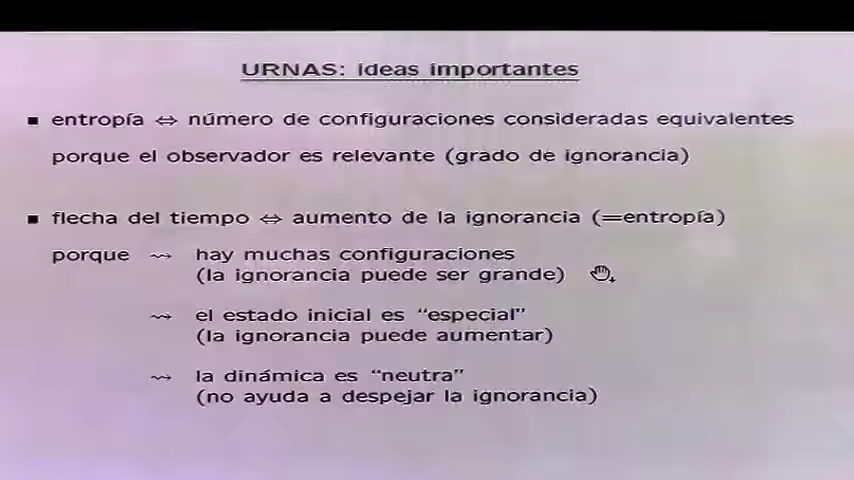 URNAS: ideas importantes
▪ entropía ⇔ número de configuraciones consideradas equivalentes
porque el observador es relevante (grado de ignorancia)
▪ flecha del tiempo ⇔ aumento de la ignorancia (=entropía)
porque ⇝ hay muchas configuraciones
(la ignorancia puede ser grande)
⇝ el estado inicial es “especial”
(la ignorancia puede aumentar)
⇝ la dinámica es “neutra”
(no ayuda a despejar la ignorancia)